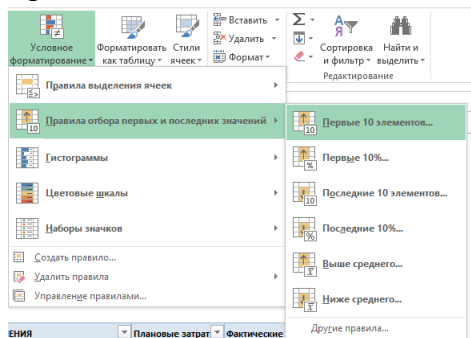 Вставить
Условное форматирование
Форматировать как таблицу
Стили ячеек
Удалить
Формат
Сортировка и фильтр
Найти и выделить
Редактирование
Правила выделения ячеек
Правила отбора первых и последних значений
Гистограммы
Цветовые шкалы
Наборы значков
Создать правило...
Удалить правила
Управление правилами...
Первые 10 элементов...
Первые 10%...
Последние 10 элементов...
Последние 10%...
Выше среднего...
Ниже среднего...
Другие правила...
ЕНИЯ
Плановые затрат
Фактические